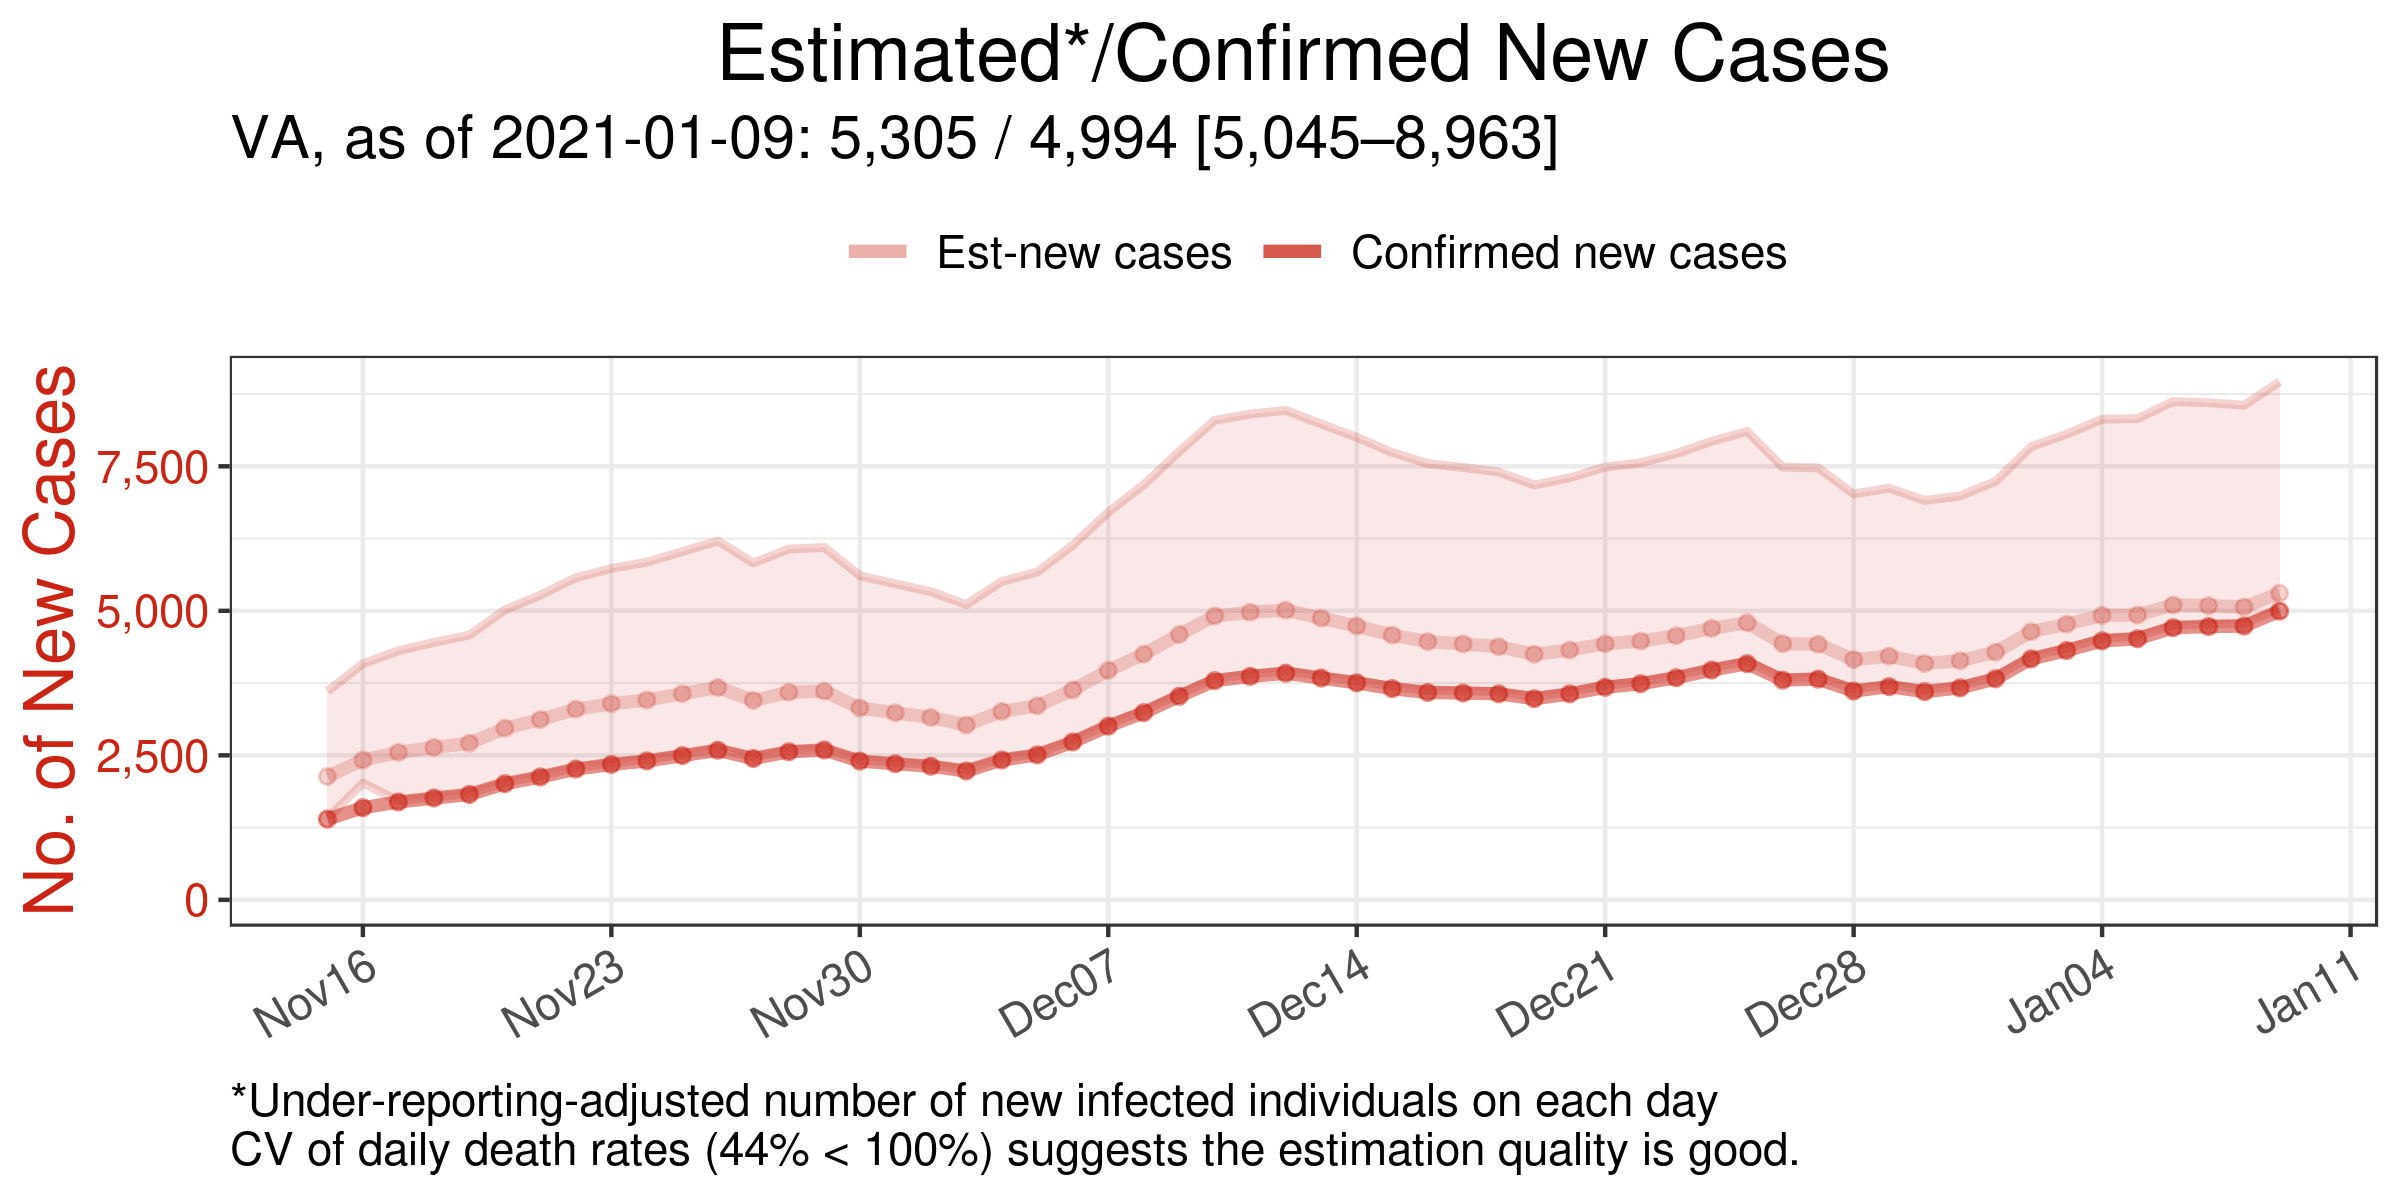 Estimated*/Confirmed New Cases
VA, as of 2021-01-09: 5,305 / 4,994 [5,045–8,963]
Est-new cases
Confirmed new cases
No. of New Cases
7,500
5,000
2,500
0
Nov16
Nov23
Nov30
Dec07
Dec14
Dec21
Dec28
Jan04
Jan11
*Under-reporting-adjusted number of new infected individuals on each day
CV of daily death rates (44% < 100%) suggests the estimation quality is good.